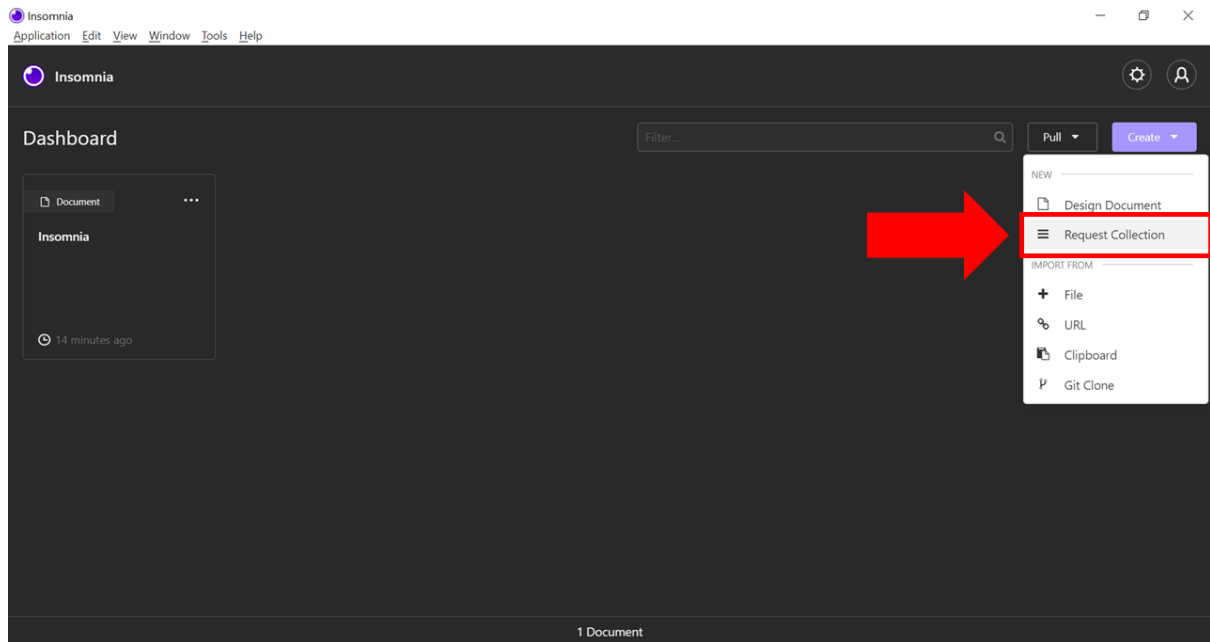 Insomnia
Application Edit View Window Tools Help
Insomnia
Dashboard
Filter...
Pull
Create
NEW
Design Document
Request Collection
IMPORT FROM
File
URL
Clipboard
Git Clone
Document
Insomnia
14 minutes ago
1 Document